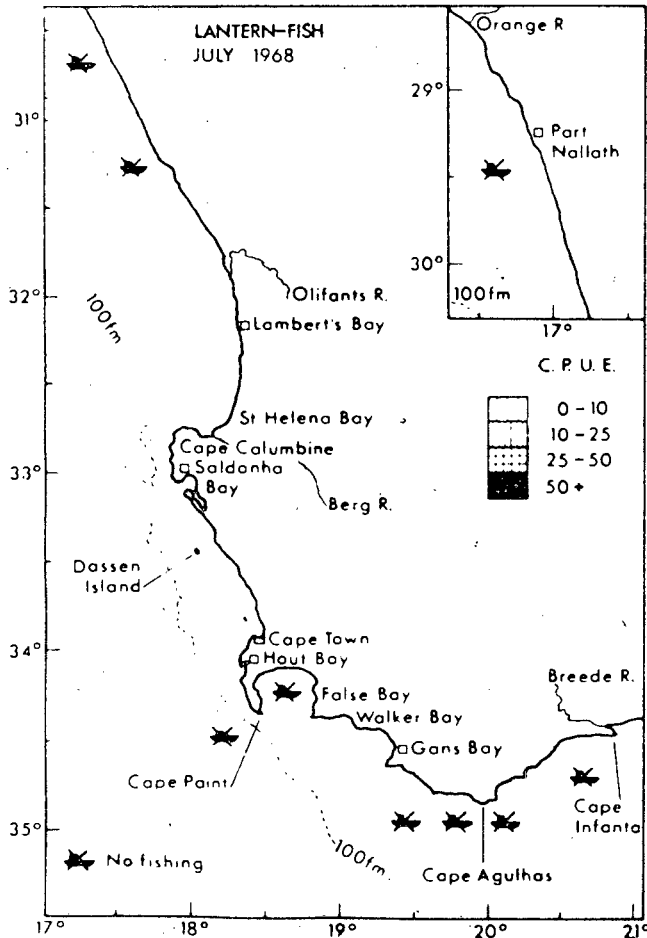 LANTERN-FISH
JULY 1968
Orange R
29°
Part
Nallath
30°
100fm
17°
31°
32°
33°
34°
35°
100fm
Olifants R.
Lambert's Bay
C. P. U. E.
0-10
10-25
25-50
50+
St Helena Bay
Cape Calumbine
Saldanha
Bay
Berg R.
Dassen
Island
Cape Town
Hout Bay
False Bay
Walker Bay
Gans Bay
Breede R.
Cape Paint
Cape
Infanta
Cape Agulhas
100fm.
No fishing
17°
18°
19°
20°
21°